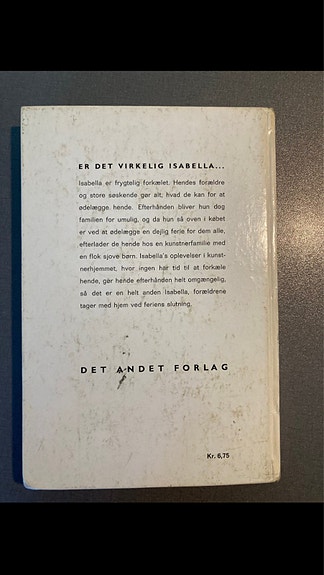 ER DET VIRKELIG ISABELLA...
Isabella er frygtelig forkælet. Hendes forældre
og store søskende gør alt, hvad de kan for at
ødelægge hende. Efterhånden bliver hun dog
familien for umulig, og da hun så oven i købet
er ved at ødelægge en dejlig ferie for dem alle,
efterlader de hende hos en kunstnerfamilie med
en flok sjove børn. Isabella's oplevelser i kunst-
nerhjemmet, hvor ingen har tid til at forkæle
hende, gør hende efterhånden helt omgængelig,
så det er en helt anden Isabella, forældrene
tager med hjem ved feriens slutning.
DET ANDET FORLAG
Kr. 6,75